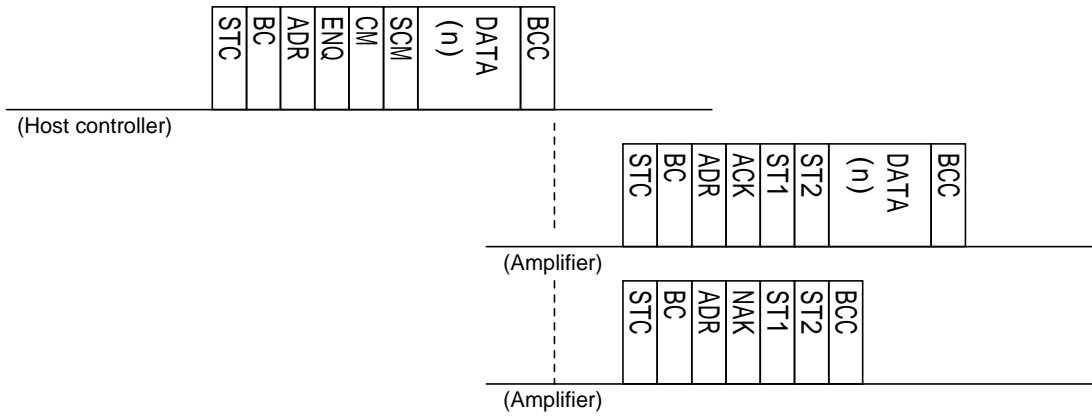 STC BC ADR ENQ CM SCM DATA (n) BCC
(Host controller)
STC BC ADR ACK ST1 ST2 DATA (n) BCC
(Amplifier)
STC BC ADR NAK ST1 ST2 BCC
(Amplifier)